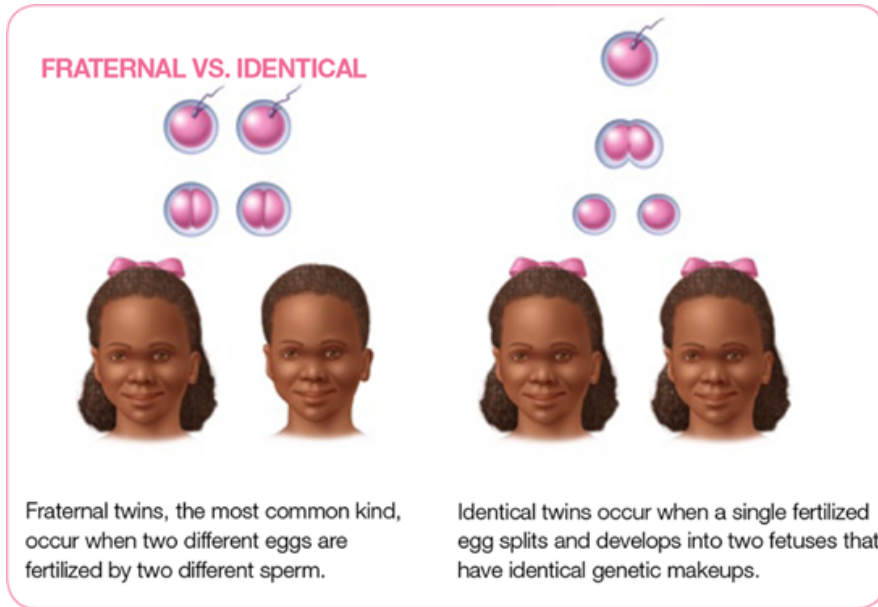 FRATERNAL VS. IDENTICAL
Fraternal twins, the most common kind,
occur when two different eggs are
fertilized by two different sperm.
Identical twins occur when a single fertilized
egg splits and develops into two fetuses that
have identical genetic makeups.